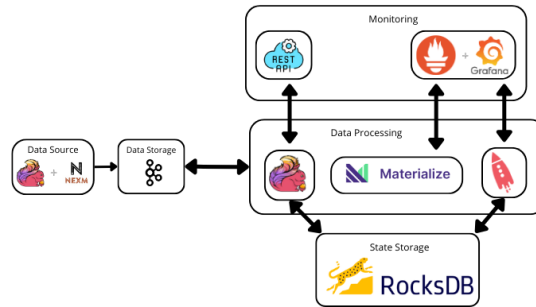 Monitoring
REST
API
+
Grafana
Data Processing
Data Source
+
NEXM
Data Storage
Materialize
State Storage
RocksDB